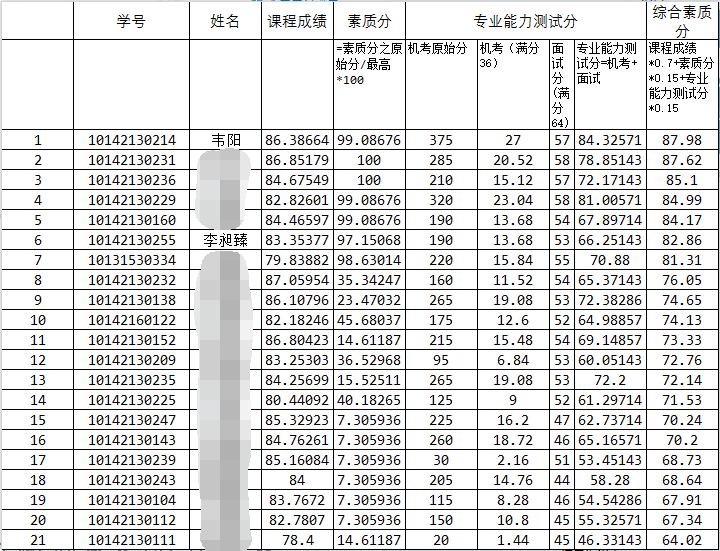 学号 姓名 课程成绩 素质分 专业能力测试分 综合素质分
=素质分之原始分/最高*100 机考原始分 机考（满分36） 面试分(满分64) 专业能力测试分=机考+面试 课程成绩*0.7+素质分*0.15+专业能力测试分*0.15
1 10142130214 韦阳 86.38664 99.08676 375 27 57 84.32571 87.98
2 10142130231 86.85179 100 285 20.52 58 78.85143 87.62
3 10142130236 84.67549 100 210 15.12 57 72.17143 85.1
4 10142130229 82.82601 99.08676 320 23.04 58 81.00571 84.99
5 10142130160 84.46597 99.08676 190 13.68 54 67.89714 84.17
6 10142130255 李昶臻 83.35377 97.15068 190 13.68 53 66.25143 82.86
7 10131530334 79.83882 98.63014 220 15.84 55 70.88 81.31
8 10142130232 87.05954 35.34247 160 11.52 54 65.37143 76.05
9 10142130138 86.10796 23.47032 265 19.08 53 72.38286 74.65
10 10142160122 82.18246 45.68037 175 12.6 52 64.98857 74.13
11 10142130152 86.80423 14.61187 215 15.48 54 69.14857 73.33
12 10142130209 83.25303 36.52968 95 6.84 53 60.05143 72.76
13 10142130235 84.25699 15.52511 265 19.08 53 72.2 72.14
14 10142130225 80.44092 40.18265 125 9 52 61.29714 71.53
15 10142130247 85.32923 7.305936 225 16.2 47 62.73714 70.24
16 10142130143 84.76261 7.305936 260 18.72 46 65.16571 70.2
17 10142130239 85.16084 7.305936 30 2.16 51 53.45143 68.73
18 10142130243 84 7.305936 205 14.76 44 58.28 68.64
19 10142130104 83.7672 7.305936 115 8.28 46 54.54286 67.91
20 10142130112 82.7807 7.305936 150 10.8 45 55.32571 67.34
21 10142130111 78.4 14.61187 20 1.44 45 46.33143 64.02